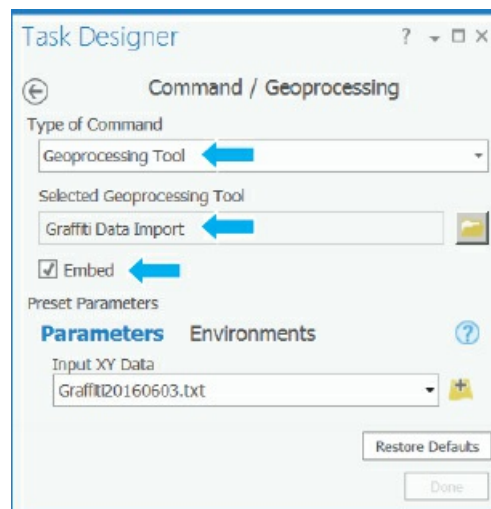 Task Designer ?
Command / Geoprocessing
Type of Command
Geoprocessing Tool
Selected Geoprocessing Tool
Graffiti Data Import
Embed
Preset Parameters
Parameters Environments ?
Input XY Data
Graffiti20160603.txt
Restore Defaults
Done